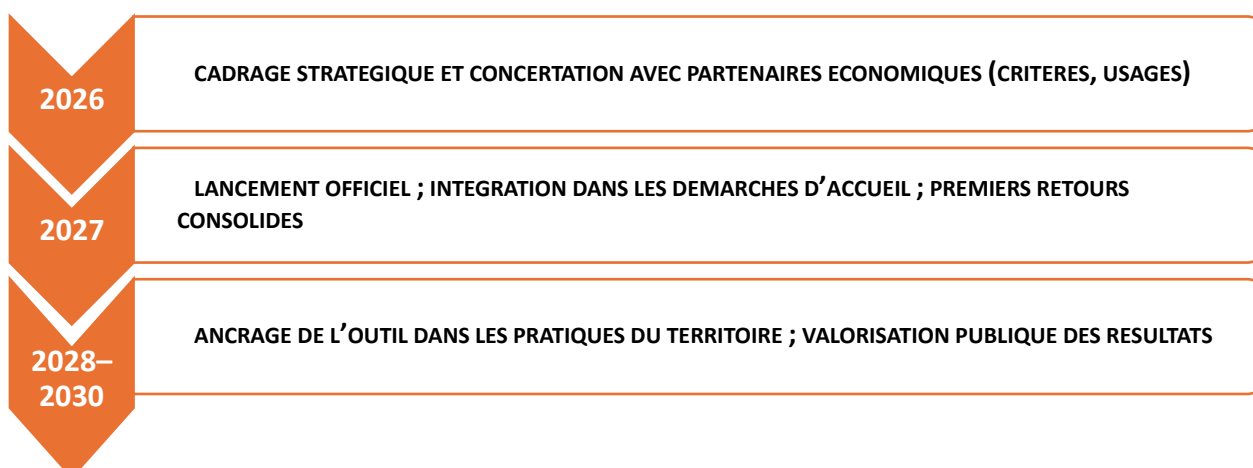 2026
CADRAGE STRATEGIQUE ET CONCERTATION AVEC PARTENAIRES ECONOMIQUES (CRITERES, USAGES)
2027
LANCEMENT OFFICIEL ; INTEGRATION DANS LES DEMARCHES D’ACCUEIL ; PREMIERS RETOURS
CONSOLIDES
2028–
2030
ANCRAGE DE L’OUTIL DANS LES PRATIQUES DU TERRITOIRE ; VALORISATION PUBLIQUE DES RESULTATS